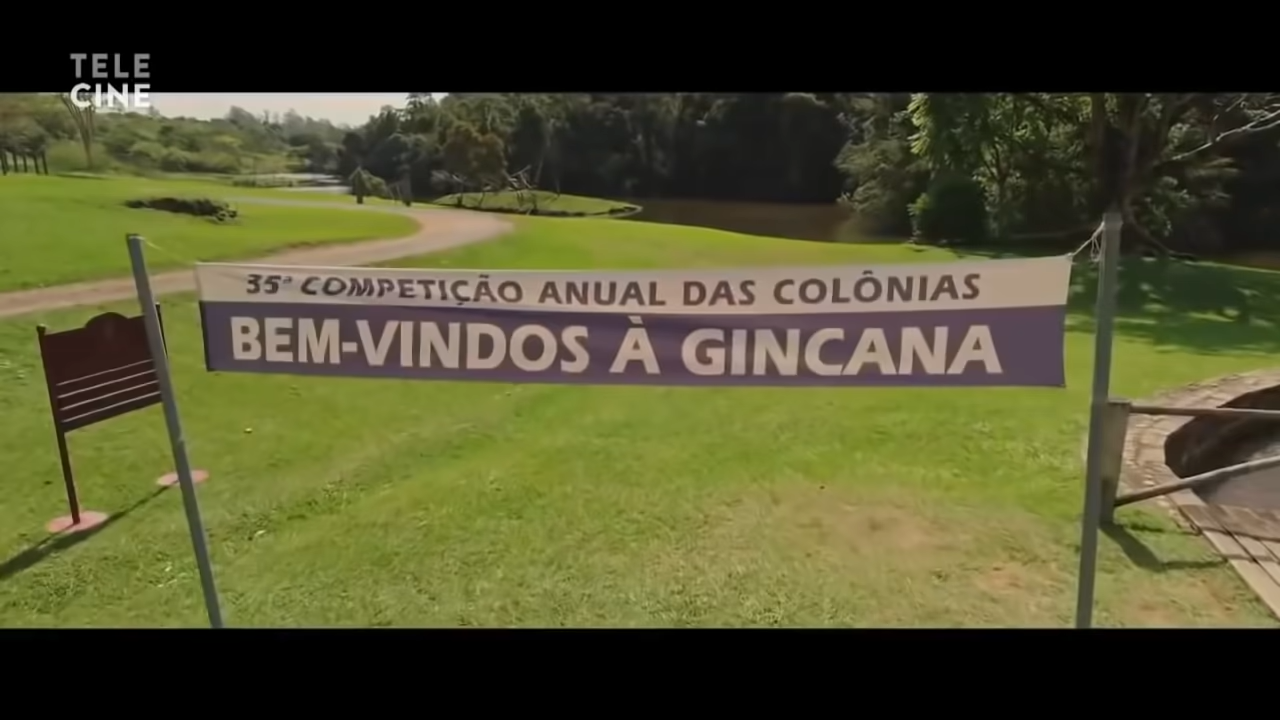 TELE
CINE
35ª COMPETIÇÃO ANUAL DAS COLÔNIAS
BEM-VINDOS À GINCANA